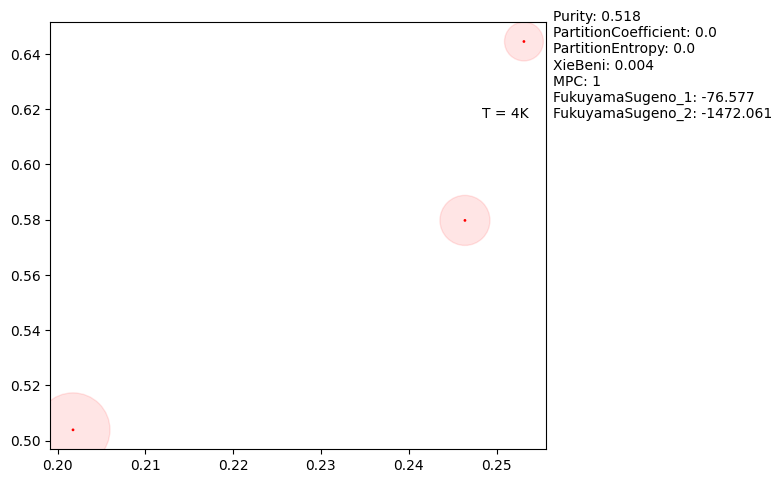 Purity: 0.518
PartitionCoefficient: 0.0
PartitionEntropy: 0.0
XieBeni: 0.004
MPC: 1
FukuyamaSugeno_1: -76.577
FukuyamaSugeno_2: -1472.061
T = 4K
0.64
0.62
0.60
0.58
0.56
0.54
0.52
0.50
0.20
0.21
0.22
0.23
0.24
0.25